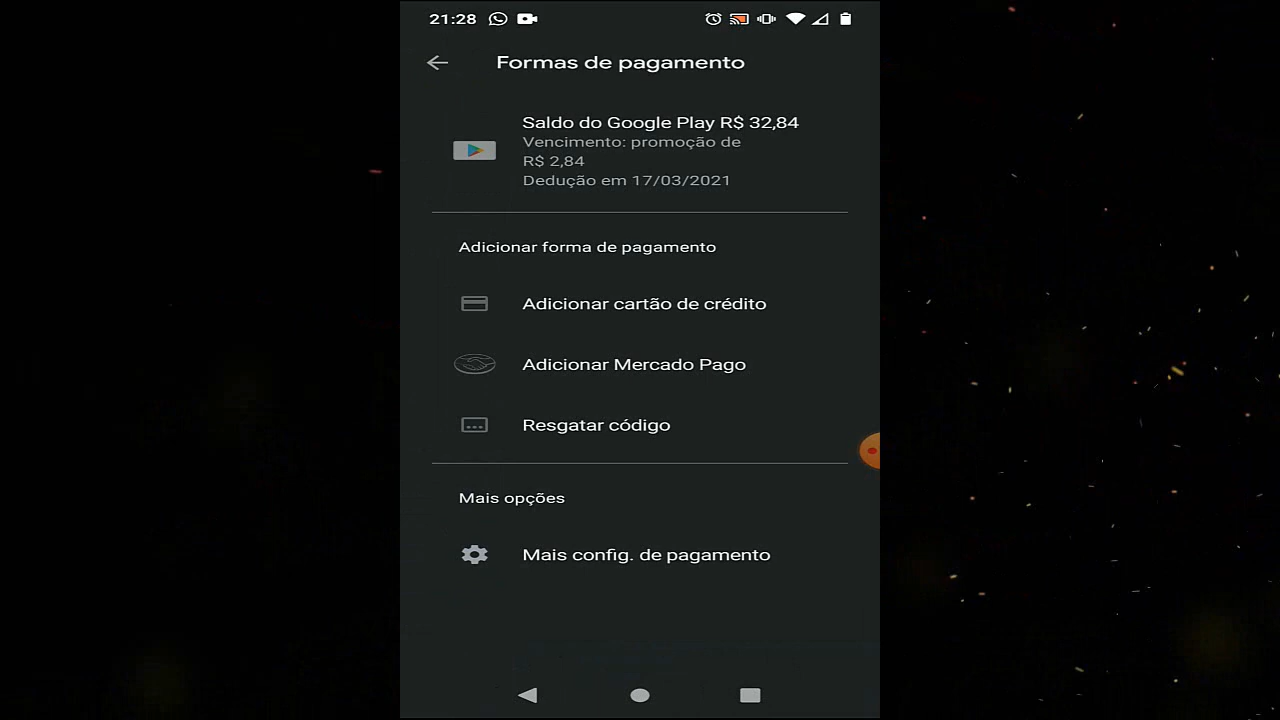 21:28
Formas de pagamento
Saldo do Google Play R$ 32,84
Vencimento: promoção de
R$ 2,84
Dedução em 17/03/2021
Adicionar forma de pagamento
Adicionar cartão de crédito
Adicionar Mercado Pago
Resgatar código
Mais opções
Mais config. de pagamento